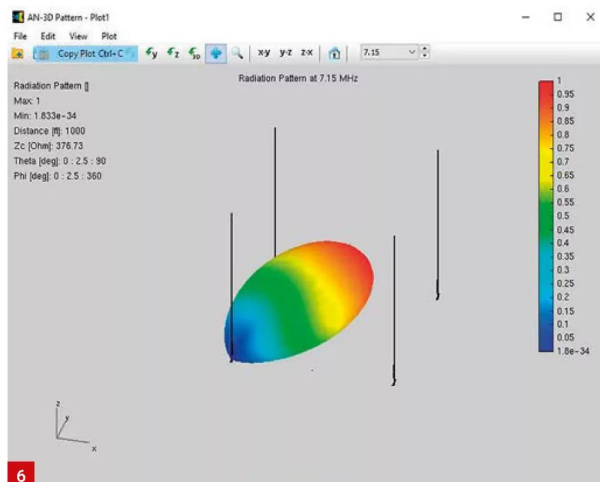 AN-3D Pattern - Plot1
File Edit View Plot
Copy Plot Ctrl+C y z 3D x-y y-z z-x 7.15
Radiation Pattern at 7.15 MHz
Radiation Pattern []
Max: 1
Min: 1.833e-34
Distance [ft]: 1000
Zc [Ohm]: 376.73
Theta [deg]: 0 : 2.5 : 90
Phi [deg]: 0 : 2.5 : 360
1
0.95
0.9
0.85
0.8
0.75
0.7
0.65
0.6
0.55
0.5
0.45
0.4
0.35
0.3
0.25
0.2
0.15
0.1
0.05
1.8e-34
z
y
x
6